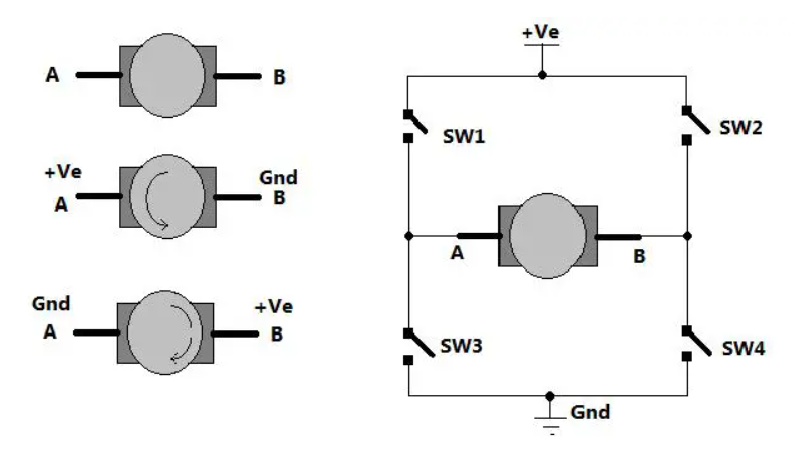 A B
+Ve Gnd
A B
Gnd +Ve
A B
+Ve
SW1 SW2
A B
SW3 SW4
Gnd